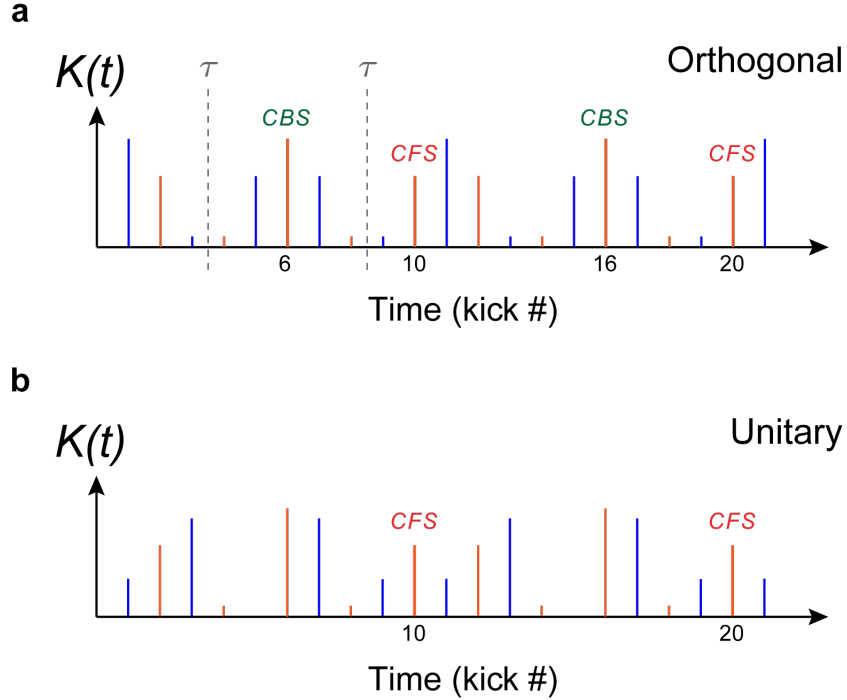 a
Orthogonal
K(t)
τ
τ
CBS
CBS
CFS
CFS
6
10
16
20
Time (kick #)
b
Unitary
K(t)
CFS
CFS
10
20
Time (kick #)